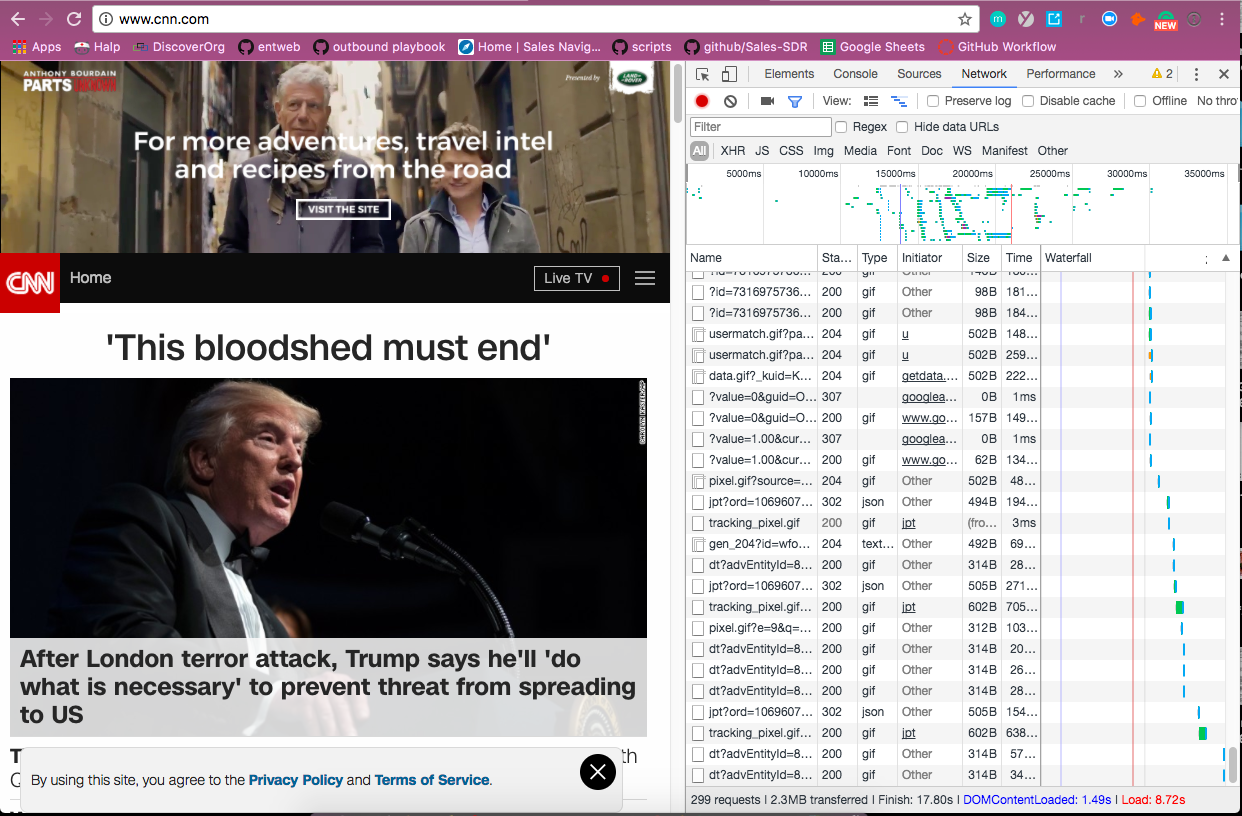 www.cnn.com
m
r
NEW
Apps
Halp
DiscoverOrg
entweb
outbound playbook
Home | Sales Navig...
scripts
github/Sales-SDR
Google Sheets
GitHub Workflow
ANTHONY BOURDAIN
PARTS
Presented by
LAND-
ROVER
For more adventures, travel intel
and recipes from the road
VISIT THE SITE
CNN
Home
Live TV
'This bloodshed must end'
After London terror attack, Trump says he'll 'do
what is necessary' to prevent threat from spreading
to US
By using this site, you agree to the Privacy Policy and Terms of Service.
Elements
Console
Sources
Network
Performance
»
2
View:
Preserve log
Disable cache
Offline
No thro
Filter
Regex
Hide data URLs
All XHR JS CSS Img Media Font Doc WS Manifest Other
5000ms 10000ms 15000ms 20000ms 25000ms 30000ms 35000ms
Name Sta... Type Initiator Size Time Waterfall
?id=7316975736... 200 gif Other 98B 181...
?id=7316975736... 200 gif Other 98B 184...
usermatch.gif?pa... 204 gif u 502B 148...
usermatch.gif?pa... 204 gif u 502B 259...
data.gif?_kuid=K... 204 gif getdata.... 502B 222...
?value=0&guid=O... 307 googlea... 0B 1ms
?value=0&guid=O... 200 gif www.go... 157B 149...
?value=1.00&cur... 307 googlea... 0B 1ms
?value=1.00&cur... 200 gif www.go... 62B 134...
pixel.gif?source=... 204 gif Other 502B 48...
jpt?ord=1069607... 302 json Other 494B 194...
tracking_pixel.gif 200 gif jpt (fro... 3ms
gen_204?id=wfo... 204 text... Other 492B 69...
dt?advEntityId=8... 200 gif Other 314B 28...
jpt?ord=1069607... 302 json Other 505B 271...
tracking_pixel.gif... 200 gif jpt 602B 705...
pixel.gif?e=9&q=... 200 gif Other 312B 103...
dt?advEntityId=8... 200 gif Other 314B 20...
dt?advEntityId=8... 200 gif Other 314B 26...
dt?advEntityId=8... 200 gif Other 314B 28...
jpt?ord=1069607... 302 json Other 505B 154...
tracking_pixel.gif... 200 gif jpt 602B 638...
dt?advEntityId=8... 200 gif Other 314B 57...
dt?advEntityId=8... 200 gif Other 314B 34...
299 requests | 2.3MB transferred | Finish: 17.80s | DOMContentLoaded: 1.49s | Load: 8.72s